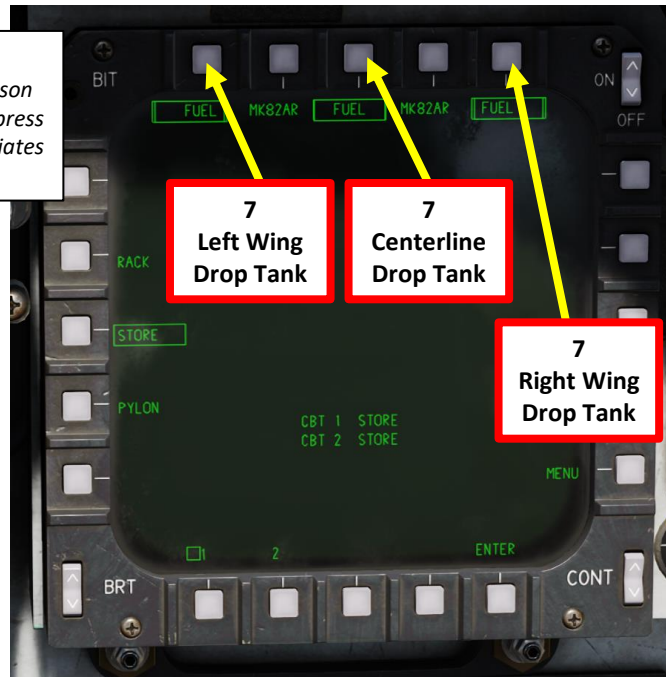 son
press
iates
BIT
ON
OFF
FUEL MK82AR FUEL MK82AR FUEL
7
Left Wing
Drop Tank
7
Centerline
Drop Tank
7
Right Wing
Drop Tank
RACK
STORE
PYLON
CBT 1 STORE
CBT 2 STORE
MENU
1 2 ENTER
BRT
CONT